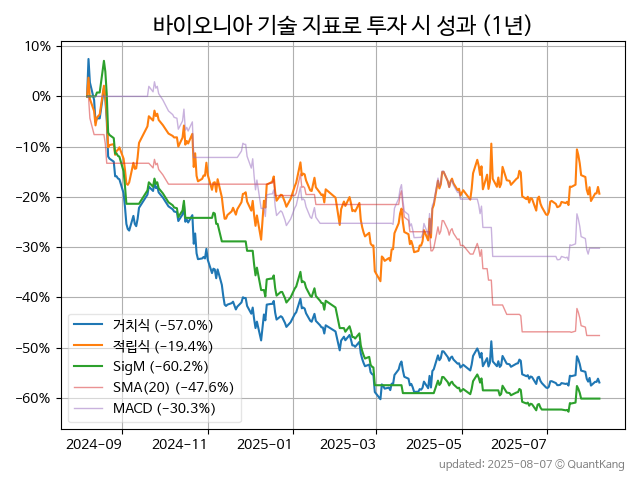 바이오니아 기술 지표로 투자 시 성과 (1년)
10%
0%
−10%
−20%
−30%
−40%
−50%
−60%
거치식 (−57.0%)
적립식 (−19.4%)
SigM (−60.2%)
SMA(20) (−47.6%)
MACD (−30.3%)
2024-09
2024-11
2025-01
2025-03
2025-05
2025-07
updated: 2025-08-07 © QuantKang